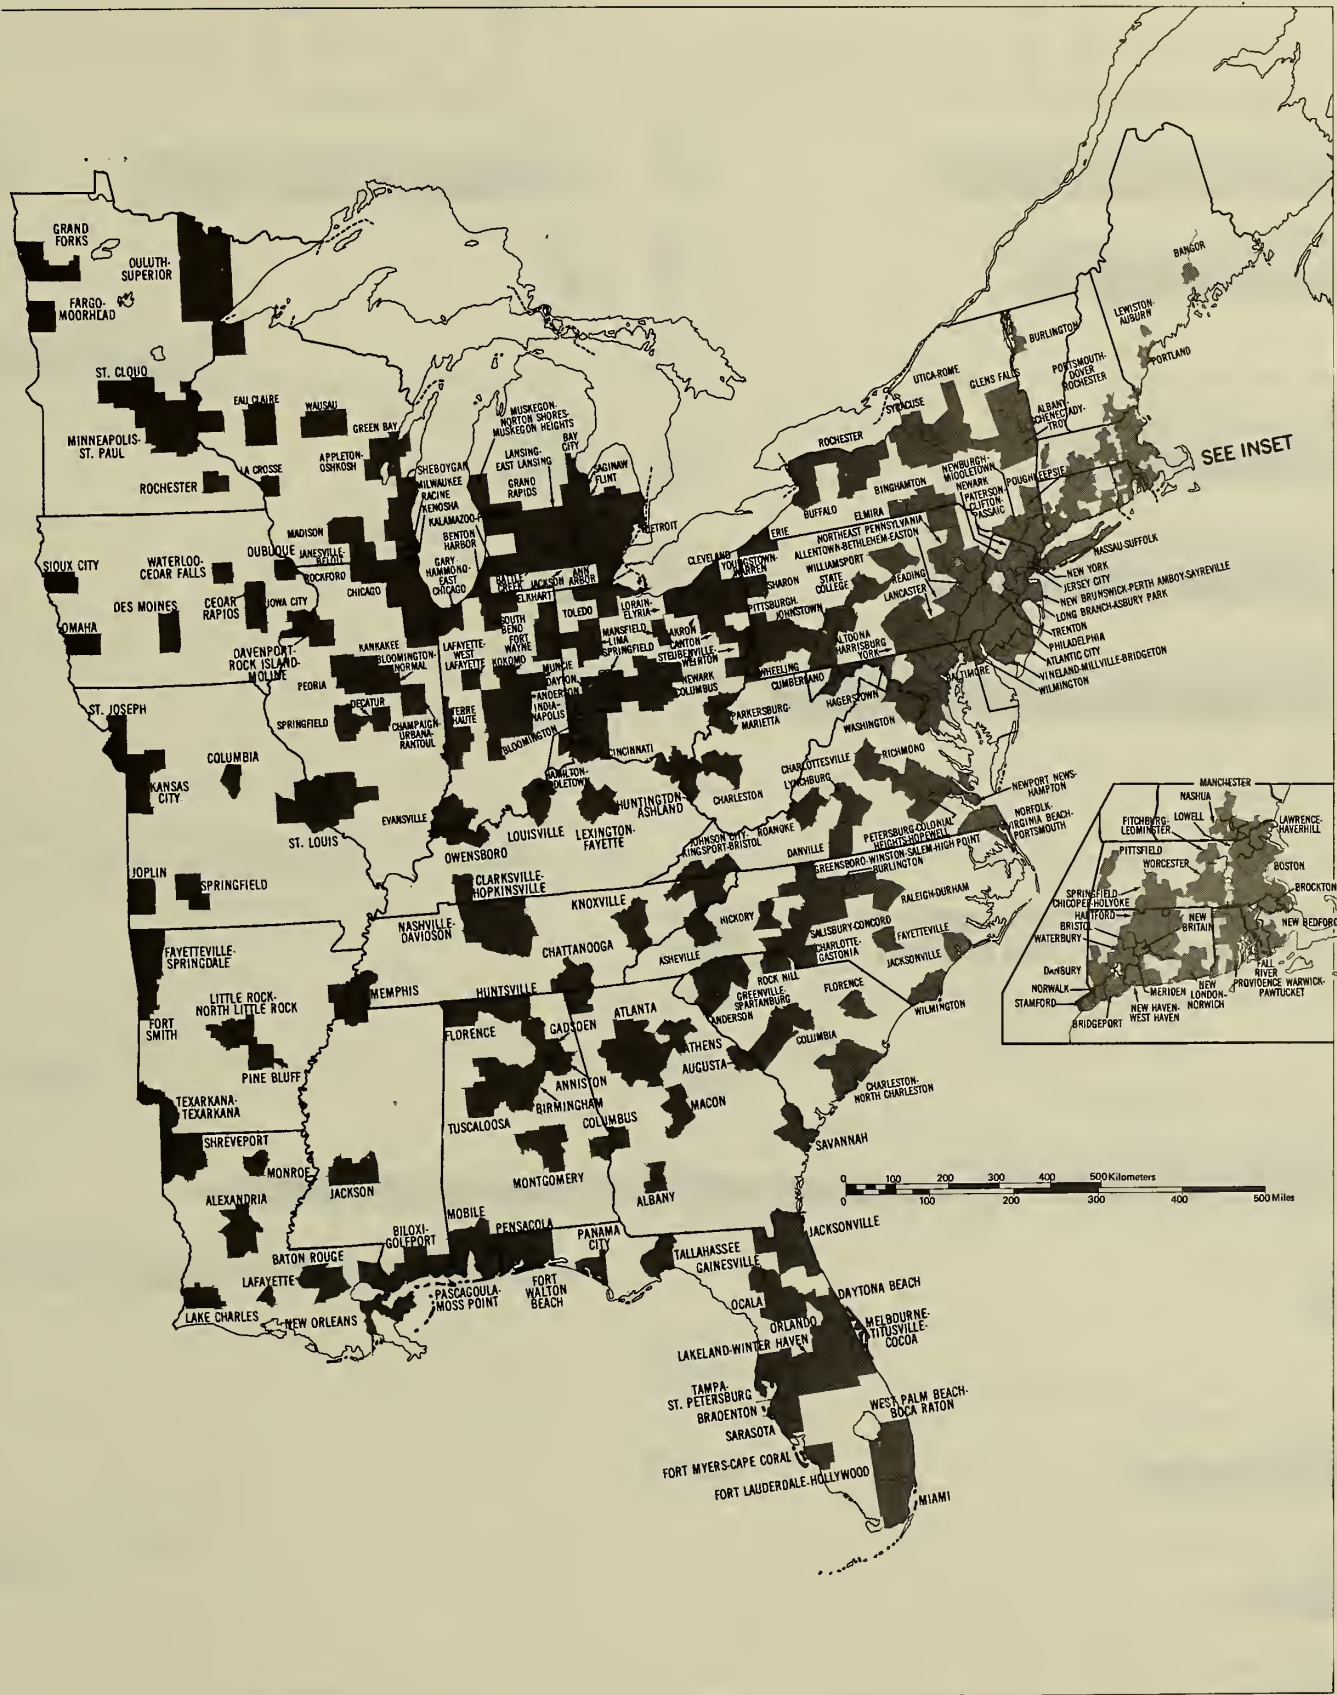 GRAND
FORKS
OULUTH-
SUPERIOR
FARGO-
MOORHEAD
ST. CLOUO
MINNEAPOLIS-
ST. PAUL
EAU CLAIRE
WAUSAU
GREEN BAY
APPLETON-
OSHKOSH
LA CROSSE
ROCHESTER
SHEBOYGAN
MILWAUKEE
RACINE
KENOSHA
KALAMAZOO-
BENTON
HARBOR
GARY-
HAMMOND-
EAST
CHICAGO
MUSKEGON-
NORTON SHORES-
MUSKEGON HEIGHTS
LANSING-
EAST LANSING
BAY
CITY
GRANO
RAPIDS
SAGINAW
FLINT
DETROIT
BATTLE
CREEK
JACKSON
ANN
ARBOR
MADISON
JANESVILLE-
BELOIT
ROCKFORD
CHICAGO
OUBUQUE
SIOUX CITY
WATERLOO-
CEDAR FALLS
CEDAR
RAPTOS
IOWA CITY
DES MOINES
OMAHA
DAVENPORT-
ROCK ISLAND-
MOLINE
KANKAKEE
BLOOMINGTON-
NORMAL
PEORIA
DECATUR
SPRINGFIELD
CHAMPAIGN-
URBANA-
RANTOUL
LAFAYETTE-
WEST
LAFAYETTE
KOKOMO
ELKHART
SOUTH
BEND
FORT
WAYNE
MUNCIE
DAYTON
ANDERSON
INDIA-
NAPOLIS
TERRE
HAUTE
BLOOMINGTON
TOLEDO
LORAIN-
ELYRIA
MANSFIELD
LIMA
SPRINGFIELD
AKRON
CANTON
STEUBENVILLE-
WEIRTON
NEWARK
COLUMBUS
CLEVELAND
YOUNGSTOWN-
WARREN
ERIE
SHARON
PITTSBURGH
JOHNSTOWN
WHEELING
PARKERSBURG-
MARIETTA
CINCINNATI
HAMILTON-
DLETOWN
ST. JOSEPH
KANSAS
CITY
COLUMBIA
ST. LOUIS
JOPLIN
SPRINGFIELD
EVANSVILLE
OWENSBORO
LOUISVILLE
LEXINGTON-
FAYETTE
HUNTINGTON-
ASHLAND
CHARLESTON
UTICA-ROME
GLENS FALLS
SYRACUSE
ROCHESTER
ALBANY-
SCHENECTADY-
TROY
BUFFALO
ELMIRA
BINGHAMTON
NEWBURGH-
MIDDLETOWN
NEWARK
PATERSON-
CLIFTON-
PASSAIC
POUGHKEEPSIE
BURLINGTON
PORTSMOUTH-
DOVER
ROCHESTER
BANGOR
LEWISTON-
AUBURN
PORTLAND
SEE INSET
NORTHEAST PENNSYLVANIA
ALLENTOWN-BETHLEHEM-EASTON
WILLIAMSPORT
STATE
COLLEGE
READING
LANCASTER
ALTOONA
HARRISBURG
YORK
CUMBERLAND
HAGERSTOWN
BALTIMORE
WASHINGTON
NASSAU-SUFFOLK
NEW YORK
JERSEY CITY
NEW BRUNSWICK-PERTH AMBOY-SAYREVILLE
LONG BRANCH-ASBURY PARK
TRENTON
PHILADELPHIA
ATLANTIC CITY
VINELAND-MILLVILLE-BRIDGETON
WILMINGTON
CHARLOTTESVILLE
RICHMOND
LYNCHBURG
NEWPORT NEWS-
HAMPTON
NORFOLK-
VIRGINIA BEACH-
PORTSMOUTH
PETERSBURG-COLONIAL
HEIGHTS-HOPEWELL
ROANOKE
DANVILLE
JOHNSON CITY-
KINGSPORT-BRISTOL
GREENSBORO-WINSTON-SALEM-HIGH POINT
BURLINGTON
RALEIGH-DURHAM
SALISBURY-CONCORD
HICKORY
CHARLOTTE-
GASTONIA
FAYETTEVILLE
JACKSONVILLE
WILMINGTON
ASHEVILLE
ROCK HILL
GREENVILLE-
SPARTANBURG
ANDERSON
FLORENCE
COLUMBIA
CHARLESTON-
NORTH CHARLESTON
CLARKSVILLE-
HOPKINSVILLE
NASHVILLE-
DAVIOSON
KNOXVILLE
CHATTANOOGA
MEMPHIS
HUNTSVILLE
FLORENCE
GADSOEN
ANNISTON
BIRMINGHAM
TUSCALOOSA
MONTGOMERY
ATLANTA
ATHENS
AUGUSTA
MACON
COLUMBUS
ALBANY
SAVANNAH
FAYETTEVILLE-
SPRINGDALE
LITTLE ROCK-
NORTH LITTLE ROCK
FORT
SMITH
PINE BLUFF
TEXARKANA-
TEXARKANA
SHREVEPORT
MONROE
ALEXANDRIA
JACKSON
BATON ROUGE
LAFAYETTE
LAKE CHARLES
NEW ORLEANS
BILOXI-
GOLFPORT
MOBILE
PENSACOLA
PASCAGOULA-
MOSS POINT
FORT
WALTON
BEACH
PANAMA
CITY
TALLAHASSEE
GAINESVILLE
JACKSONVILLE
DAYTONA BEACH
OCALA
ORLANDO
MELBOURNE-
TITUSVILLE-
COCOA
LAKELAND-WINTER HAVEN
TAMPA-
ST. PETERSBURG
BRADENTON
SARASOTA
WEST PALM BEACH-
BOCA RATON
FORT MYERS-CAPE CORAL
FORT LAUDERDALE-HOLLYWOOD
MIAMI
0 100 200 300 400 500 Kilometers
0 100 200 300 400 500 Miles
MANCHESTER
NASHUA
FITCHBURG-
LEOMINSTER
LOWELL
LAWRENCE-
HAVERHILL
PITTSFIELD
WORCESTER
BOSTON
BROCKTON
SPRINGFIELD-
CHICOPEE-HOLYOKE
HARTFORD
BRISTOL
WATERBURY
NEW
BRITAIN
NEW BEDFORD
DANBURY
NORWALK
STAMFORD
BRIDGEPORT
MERIDEN
NEW HAVEN-
WEST HAVEN
NEW
LONDON-
NORWICH
FALL
RIVER
PROVIDENCE WARWICK-
PAWTUCKET